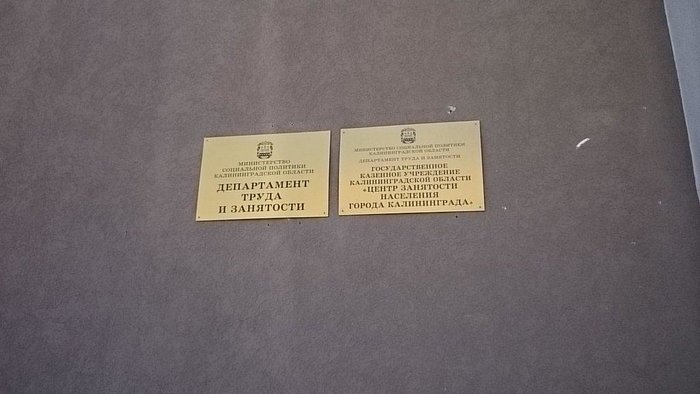 МИНИСТЕРСТВО
СОЦИАЛЬНОЙ ПОЛИТИКИ
КАЛИНИНГРАДСКОЙ ОБЛАСТИ
ДЕПАРТАМЕНТ
ТРУДА
И ЗАНЯТОСТИ
МИНИСТЕРСТВО СОЦИАЛЬНОЙ ПОЛИТИКИ
КАЛИНИНГРАДСКОЙ ОБЛАСТИ
ДЕПАРТАМЕНТ ТРУДА И ЗАНЯТОСТИ
ГОСУДАРСТВЕННОЕ
КАЗЕННОЕ УЧРЕЖДЕНИЕ
КАЛИНИНГРАДСКОЙ ОБЛАСТИ
«ЦЕНТР ЗАНЯТОСТИ
НАСЕЛЕНИЯ
ГОРОДА КАЛИНИНГРАДА»